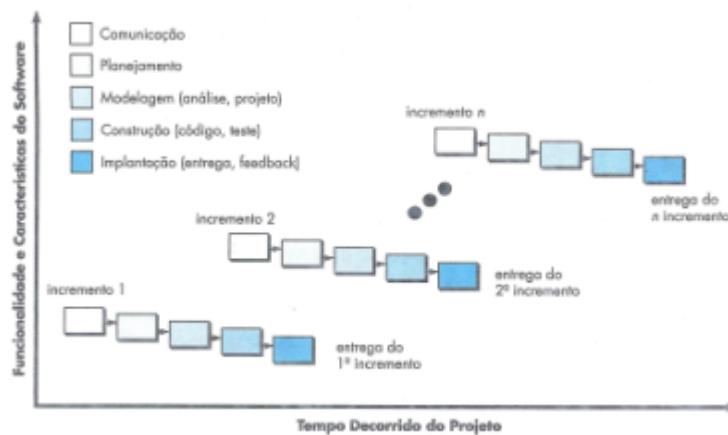 Comunicação
Planejamento
Modelagem (análise, projeto)
Construção (código, teste)
Implantação (entrega, feedback)
incremento n
entrega do
n incremento
incremento 2
entrega do
2º incremento
incremento 1
entrega do
1º incremento
Funcionalidade e Características do Software
Tempo Decorrido do Projeto